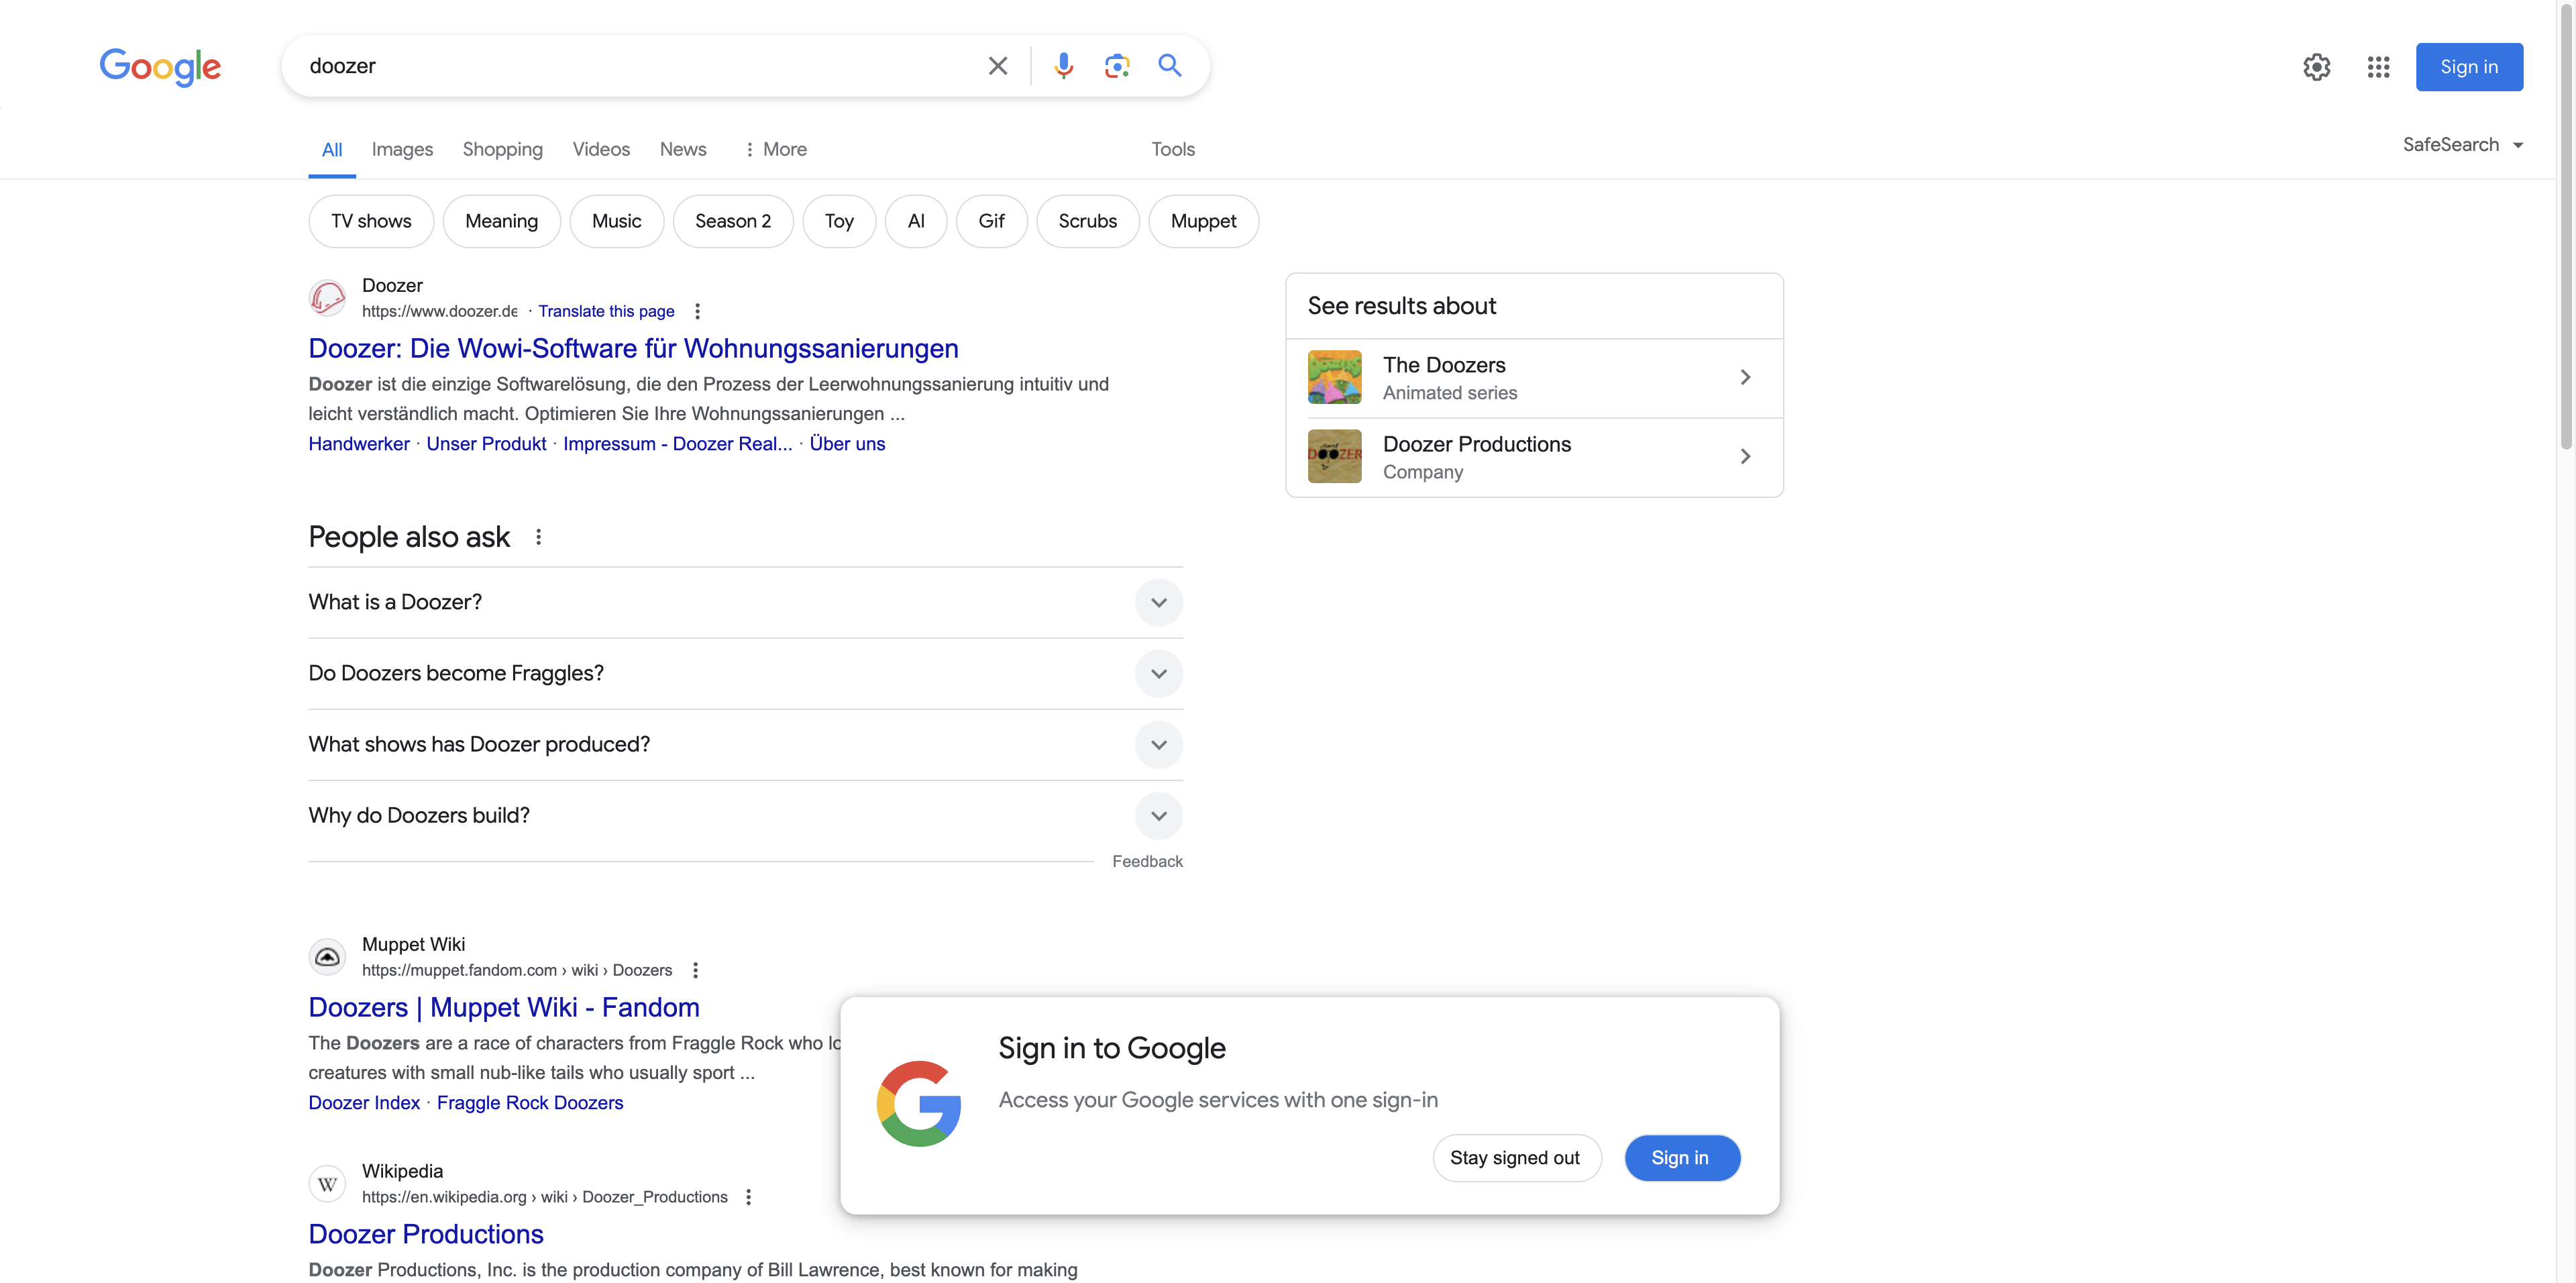 Google
doozer
Sign in
All
Images
Shopping
Videos
News
More
Tools
SafeSearch
TV shows
Meaning
Music
Season 2
Toy
AI
Gif
Scrubs
Muppet
Doozer
https://www.doozer.de · Translate this page
Doozer: Die Wowi-Software für Wohnungssanierungen
Doozer ist die einzige Softwarelösung, die den Prozess der Leerwohnungssanierung intuitiv und
leicht verständlich macht. Optimieren Sie Ihre Wohnungssanierungen ...
Handwerker · Unser Produkt · Impressum - Doozer Real... · Über uns
See results about
The Doozers
Animated series
DOOZER
Doozer Productions
Company
People also ask
What is a Doozer?
Do Doozers become Fraggles?
What shows has Doozer produced?
Why do Doozers build?
Feedback
Muppet Wiki
https://muppet.fandom.com › wiki › Doozers
Doozers | Muppet Wiki - Fandom
The Doozers are a race of characters from Fraggle Rock who
creatures with small nub-like tails who usually sport ...
Doozer Index · Fraggle Rock Doozers
W
Wikipedia
https://en.wikipedia.org › wiki › Doozer_Productions
Doozer Productions
Doozer Productions, Inc. is the production company of Bill Lawrence, best known for making
Sign in to Google
Access your Google services with one sign-in
Stay signed out
Sign in